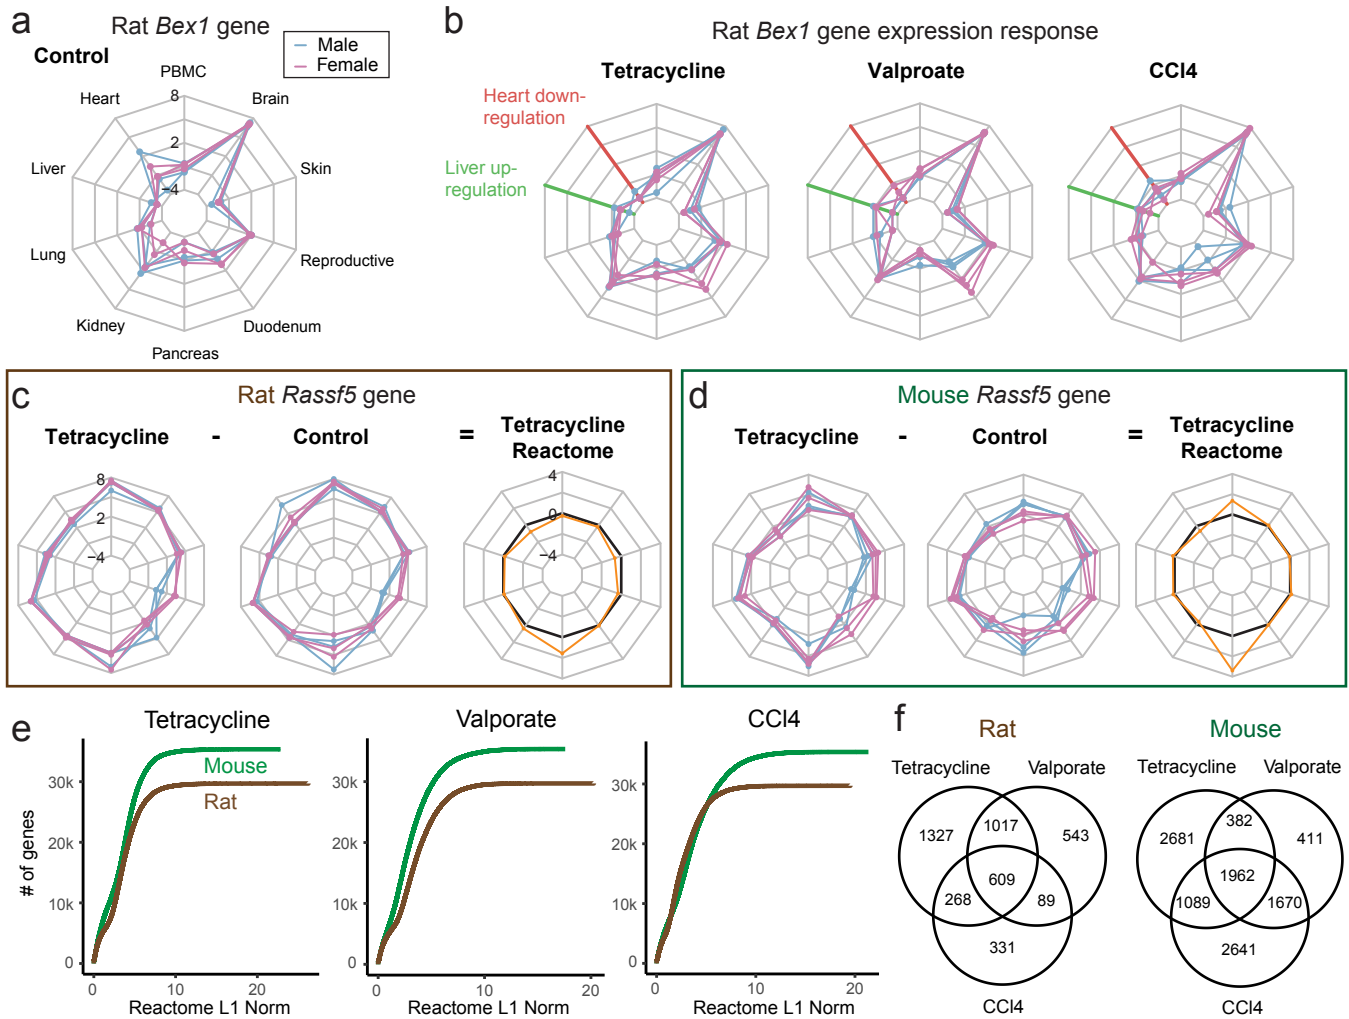 a
Rat Bex1 gene
Control
Male
Female
PBMC
Heart
8
Brain
2
Liver
Skin
−4
Lung
Reproductive
Kidney
Duodenum
Pancreas
b
Rat Bex1 gene expression response
Tetracycline
Valproate
CCl4
Heart down-
regulation
Liver up-
regulation
c
Rat Rassf5 gene
Tetracycline - Control = Tetracycline
Reactome
8
2
−4
4
0
−4
d
Mouse Rassf5 gene
Tetracycline - Control = Tetracycline
Reactome
e
Tetracycline
Valporate
CCl4
# of genes
30k
20k
10k
0
Mouse
Rat
0 10 20
Reactome L1 Norm
30k
20k
10k
0
0 10 20
Reactome L1 Norm
30k
20k
10k
0
0 10 20
Reactome L1 Norm
f
Rat
Tetracycline Valporate
1327 1017 543
609
268 89
331
CCl4
Mouse
Tetracycline Valporate
2681 382 411
1962
1089 1670
2641
CCl4